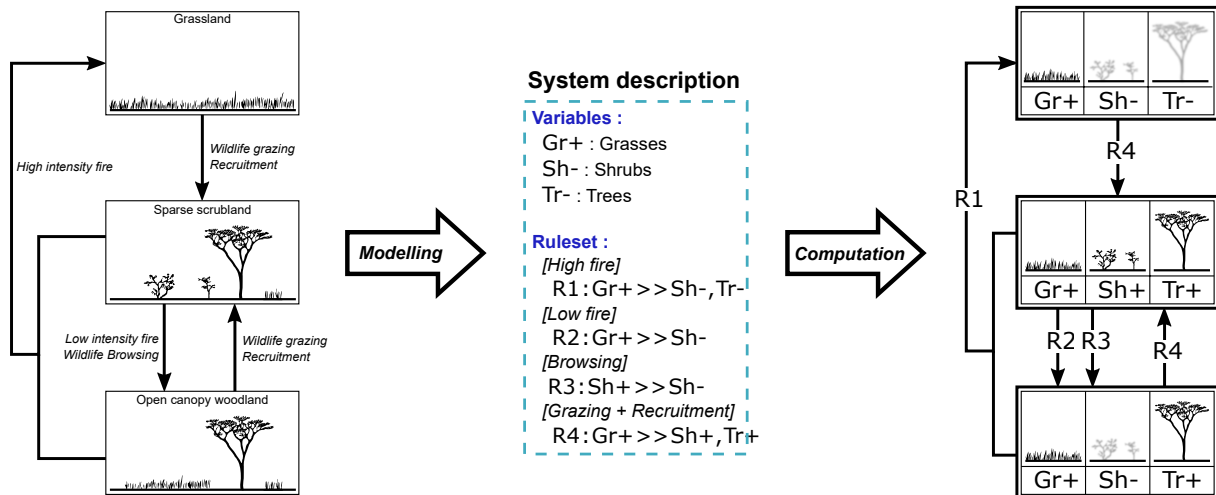 Grassland
High intensity fire
Wildlife grazing
Recruitment
Sparse scrubland
Low intensity fire
Wildlife Browsing
Wildlife grazing
Recruitment
Open canopy woodland
Modelling
System description
Variables :
Gr+ : Grasses
Sh- : Shrubs
Tr- : Trees
Ruleset :
[High fire]
R1:Gr+>>Sh-,Tr-
[Low fire]
R2:Gr+>>Sh-
[Browsing]
R3:Sh+>>Sh-
[Grazing + Recruitment]
R4:Gr+>>Sh+,Tr+
Computation
Gr+ Sh- Tr-
R4
R1
Gr+ Sh+ Tr+
R2 R3 R4
Gr+ Sh- Tr+